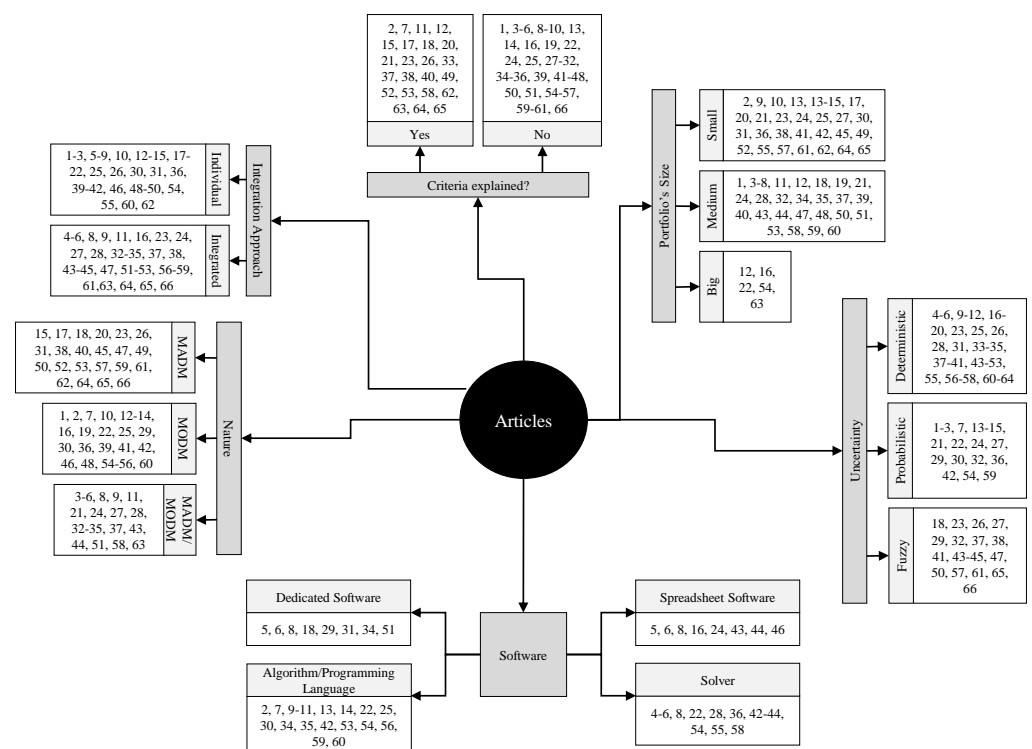 2, 7, 11, 12,
15, 17, 18, 20,
21, 23, 26, 33,
37, 38, 40, 49,
52, 53, 58, 62,
63, 64, 65
Yes
1, 3-6, 8-10, 13,
14, 16, 19, 22,
24, 25, 27-32,
34-36, 39, 41-48,
50, 51, 54-57,
59-61, 66
No
Criteria explained?
1-3, 5-9, 10, 12-15, 17-
22, 25, 26, 30, 31, 36,
39-42, 46, 48-50, 54,
55, 60, 62
Individual
4-6, 8, 9, 11, 16, 23, 24,
27, 28, 32-35, 37, 38,
43-45, 47, 51-53, 56-59,
61,63, 64, 65, 66
Integrated
Integration Approach
Portfolio's Size
Small
2, 9, 10, 13, 13-15, 17,
20, 21, 23, 24, 25, 27, 30,
31, 36, 38, 41, 42, 45, 49,
52, 55, 57, 61, 62, 64, 65
Medium
1, 3-8, 11, 12, 18, 19, 21,
24, 28, 32, 34, 35, 37, 39,
40, 43, 44, 47, 48, 50, 51,
53, 58, 59, 60
Big
12, 16,
22, 54,
63
15, 17, 18, 20, 23, 26,
31, 38, 40, 45, 47, 49,
50, 52, 53, 57, 59, 61,
62, 64, 65, 66
MADM
1, 2, 7, 10, 12-14,
16, 19, 22, 25, 29,
30, 36, 39, 41, 42,
46, 48, 54-56, 60
MODM
3-6, 8, 9, 11,
21, 24, 27, 28,
32-35, 37, 43,
44, 51, 58, 63
MADM/
MODM
Nature
Articles
Uncertainty
Deterministic
4-6, 9-12, 16-
20, 23, 25, 26,
28, 31, 33-35,
37-41, 43-53,
55, 56-58, 60-64
Probabilistic
1-3, 7, 13-15,
21, 22, 24, 27,
29, 30, 32, 36,
42, 54, 59
Fuzzy
18, 23, 26, 27,
29, 32, 37, 38,
41, 43-45, 47,
50, 57, 61, 65,
66
Dedicated Software
5, 6, 8, 18, 29, 31, 34, 51
Algorithm/Programming
Language
2, 7, 9-11, 13, 14, 22, 25,
30, 34, 35, 42, 53, 54, 56,
59, 60
Software
Spreadsheet Software
5, 6, 8, 16, 24, 43, 44, 46
Solver
4-6, 8, 22, 28, 36, 42-44,
54, 55, 58